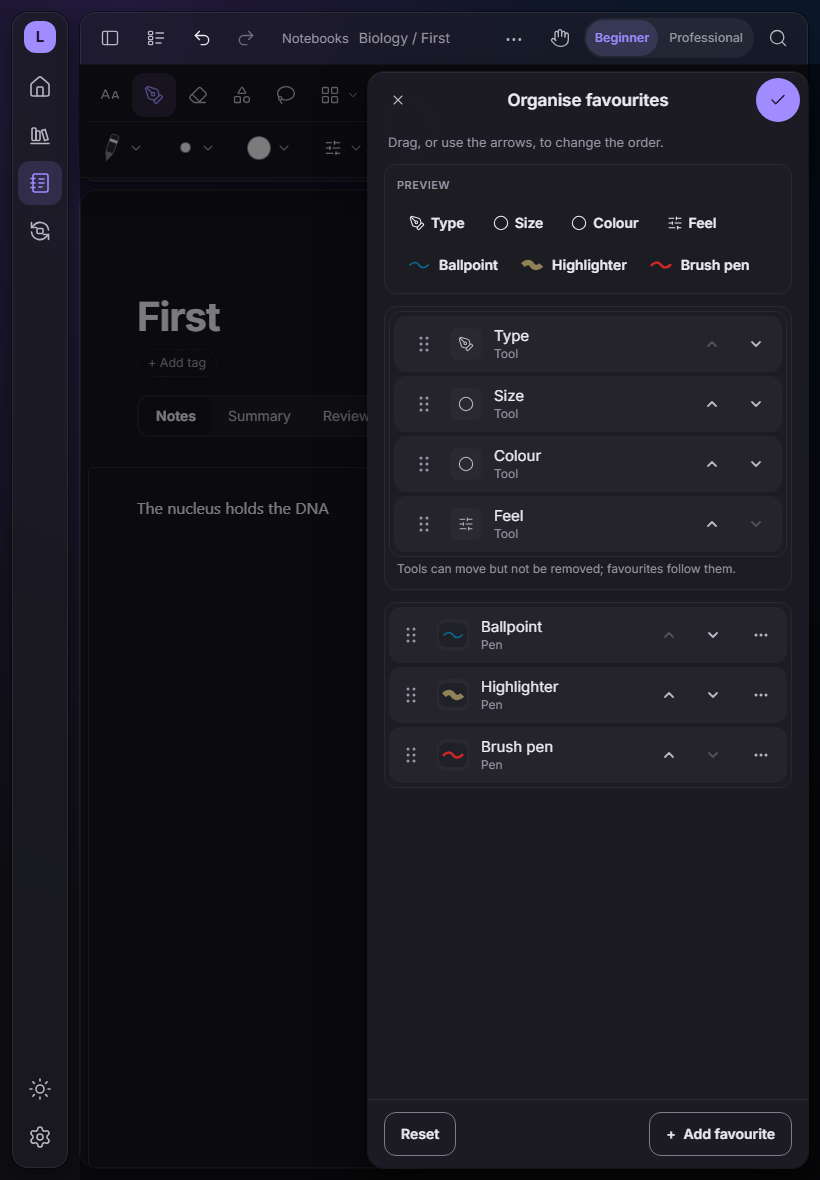 L
Notebooks Biology / First
Beginner Professional
AA
Organise favourites
Drag, or use the arrows, to change the order.
PREVIEW
Type Size Colour Feel
Ballpoint Highlighter Brush pen
First
+ Add tag
Notes Summary Review
The nucleus holds the DNA
Type
Tool
Size
Tool
Colour
Tool
Feel
Tool
Tools can move but not be removed; favourites follow them.
Ballpoint
Pen
Highlighter
Pen
Brush pen
Pen
Reset
+ Add favourite